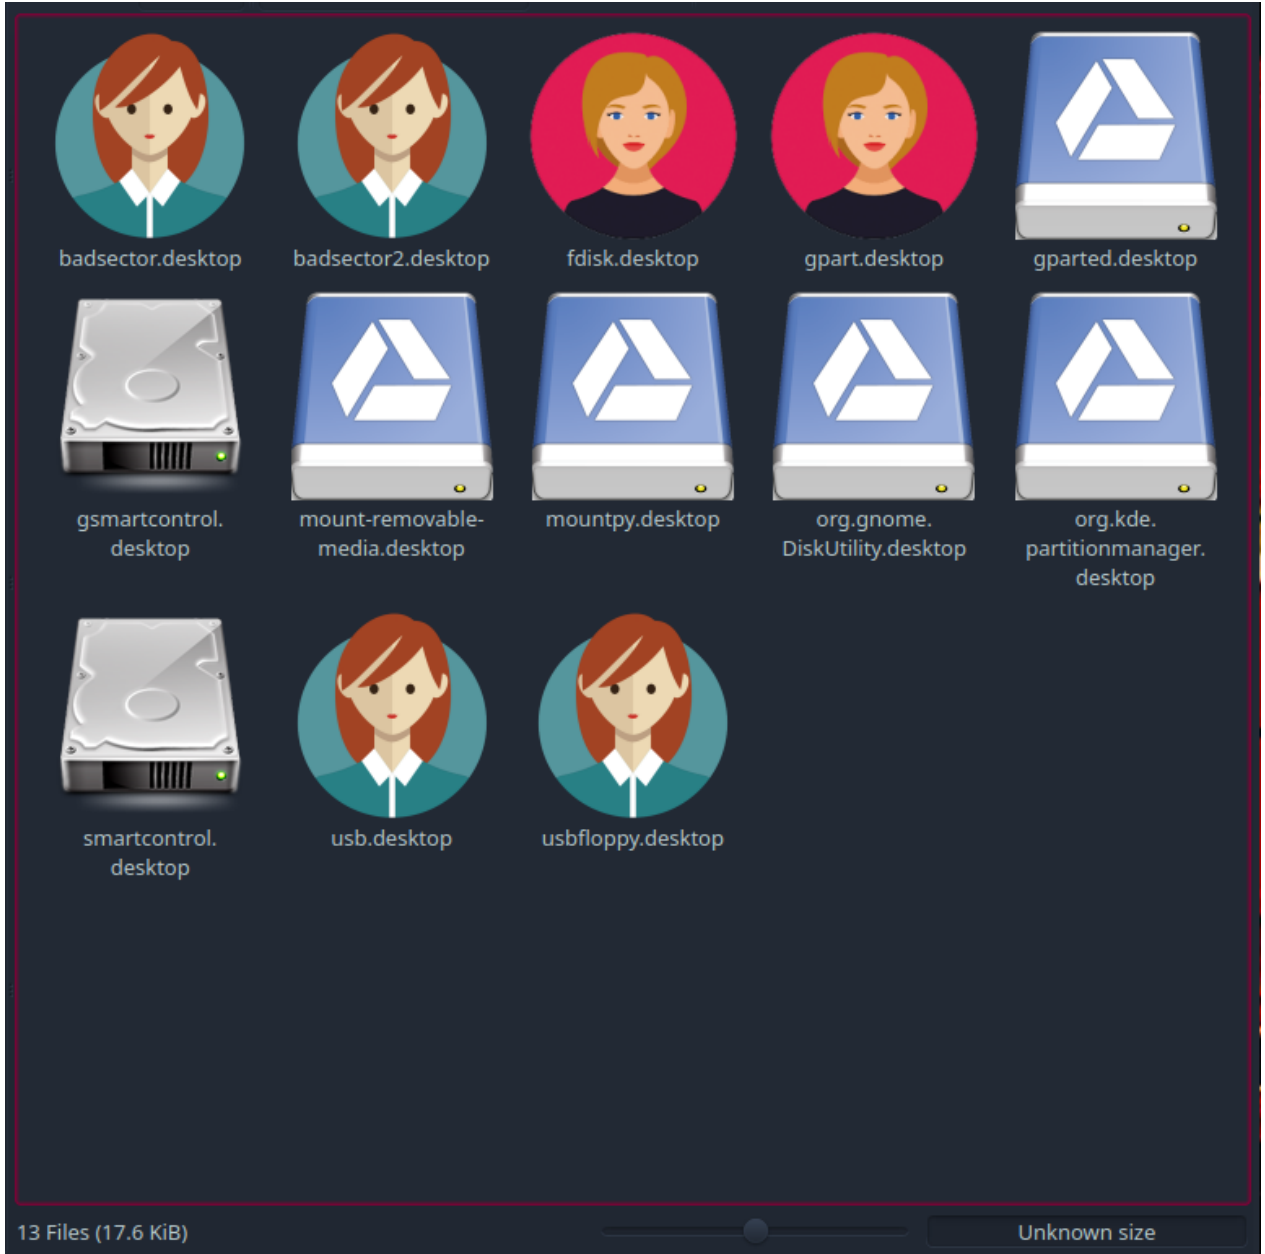 badsector.desktop
badsector2.desktop
fdisk.desktop
gpart.desktop
gparted.desktop
gsmartcontrol.
desktop
mount-removable-
media.desktop
mountpy.desktop
org.gnome.
DiskUtility.desktop
org.kde.
partitionmanager.
desktop
smartcontrol.
desktop
usb.desktop
usbfloppy.desktop
13 Files (17.6 KiB)
Unknown size